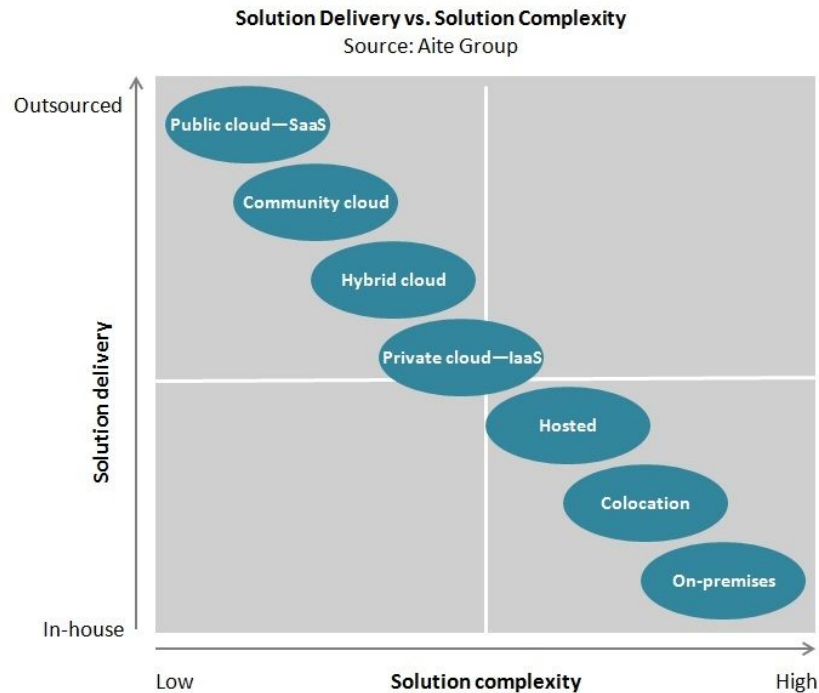 Solution Delivery vs. Solution Complexity
Source: Aite Group
Outsourced
Public cloud—SaaS
Community cloud
Hybrid cloud
Private cloud—IaaS
Solution delivery
Hosted
Colocation
On-premises
In-house
Low
Solution complexity
High